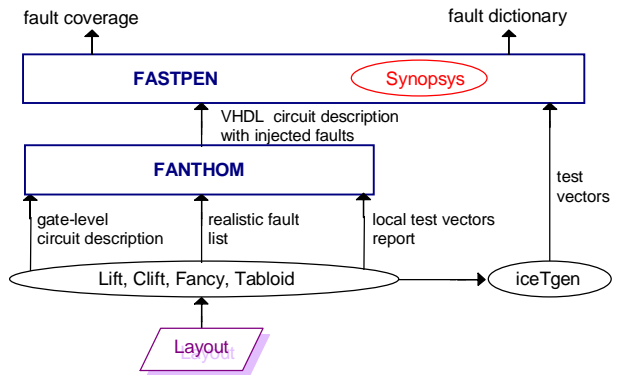 fault coverage
fault dictionary
FASTPEN
Synopsys
VHDL circuit description
with injected faults
FANTHOM
test
vectors
gate-level
circuit description
realistic fault
list
local test vectors
report
Lift, Clift, Fancy, Tabloid
iceTgen
Layout